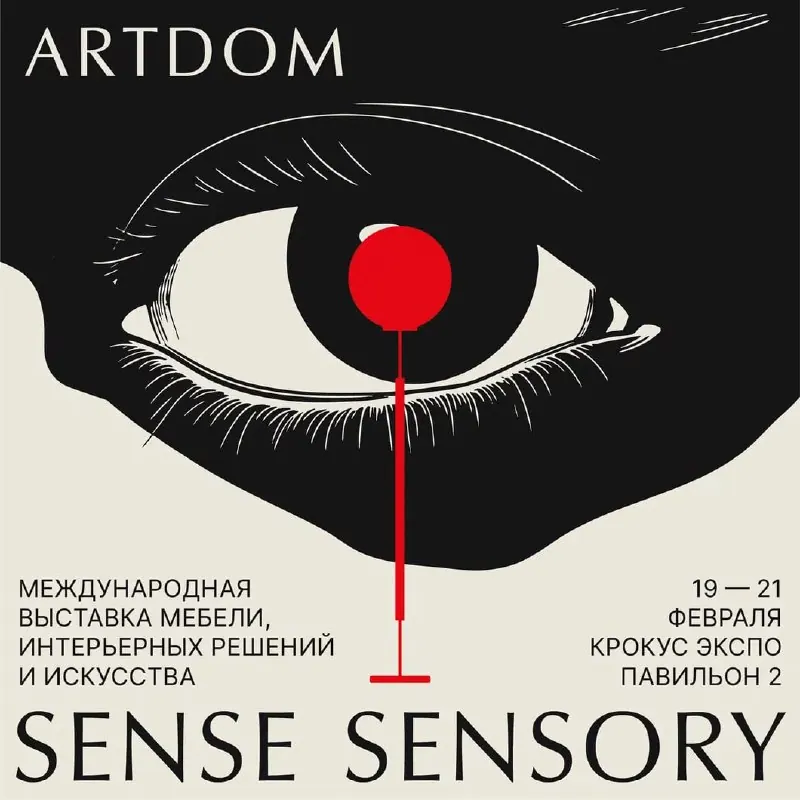 ARTDOM
МЕЖДУНАРОДНАЯ
ВЫСТАВКА МЕБЕЛИ,
ИНТЕРЬЕРНЫХ РЕШЕНИЙ
И ИСКУССТВА
19 — 21
ФЕВРАЛЯ
КРОКУС ЭКСПО
ПАВИЛЬОН 2
SENSE SENSORY